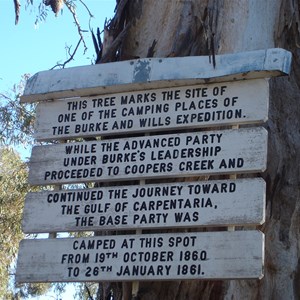 THIS TREE MARKS THE SITE OF
ONE OF THE CAMPING PLACES OF
THE BURKE AND WILLS EXPEDITION.
WHILE THE ADVANCED PARTY
UNDER BURKE'S LEADERSHIP
PROCEEDED TO COOPERS CREEK AND
CONTINUED THE JOURNEY TOWARD
THE GULF OF CARPENTARIA,
THE BASE PARTY WAS
CAMPED AT THIS SPOT
FROM 19TH OCTOBER 1860
TO 26TH JANUARY 1861.